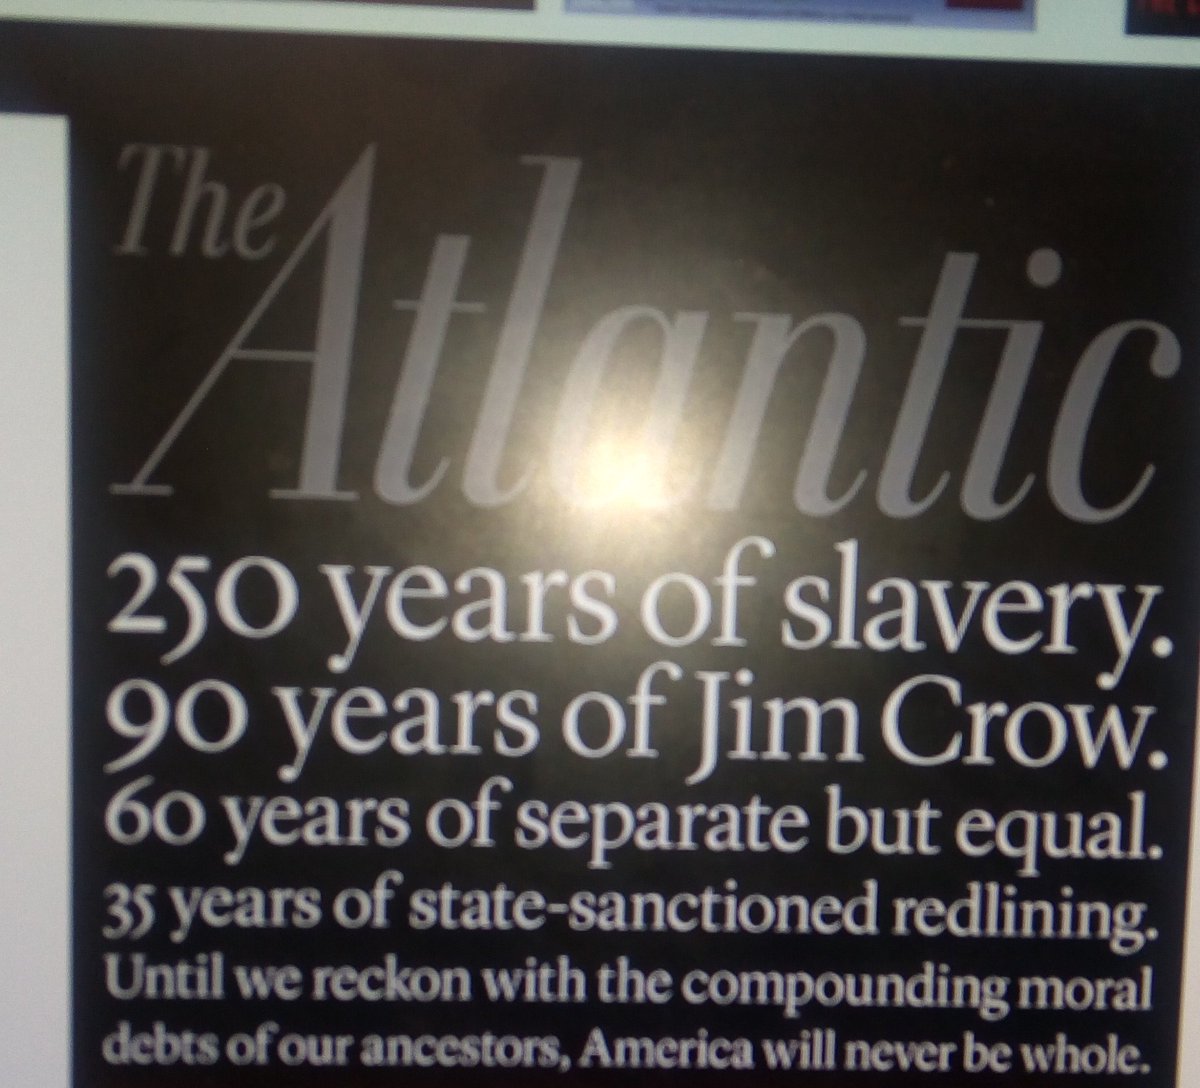 The Atlantic
250 years of slavery.
90 years of Jim Crow.
60 years of separate but equal.
35 years of state-sanctioned redlining.
Until we reckon with the compounding moral
debts of our ancestors, America will never be whole.